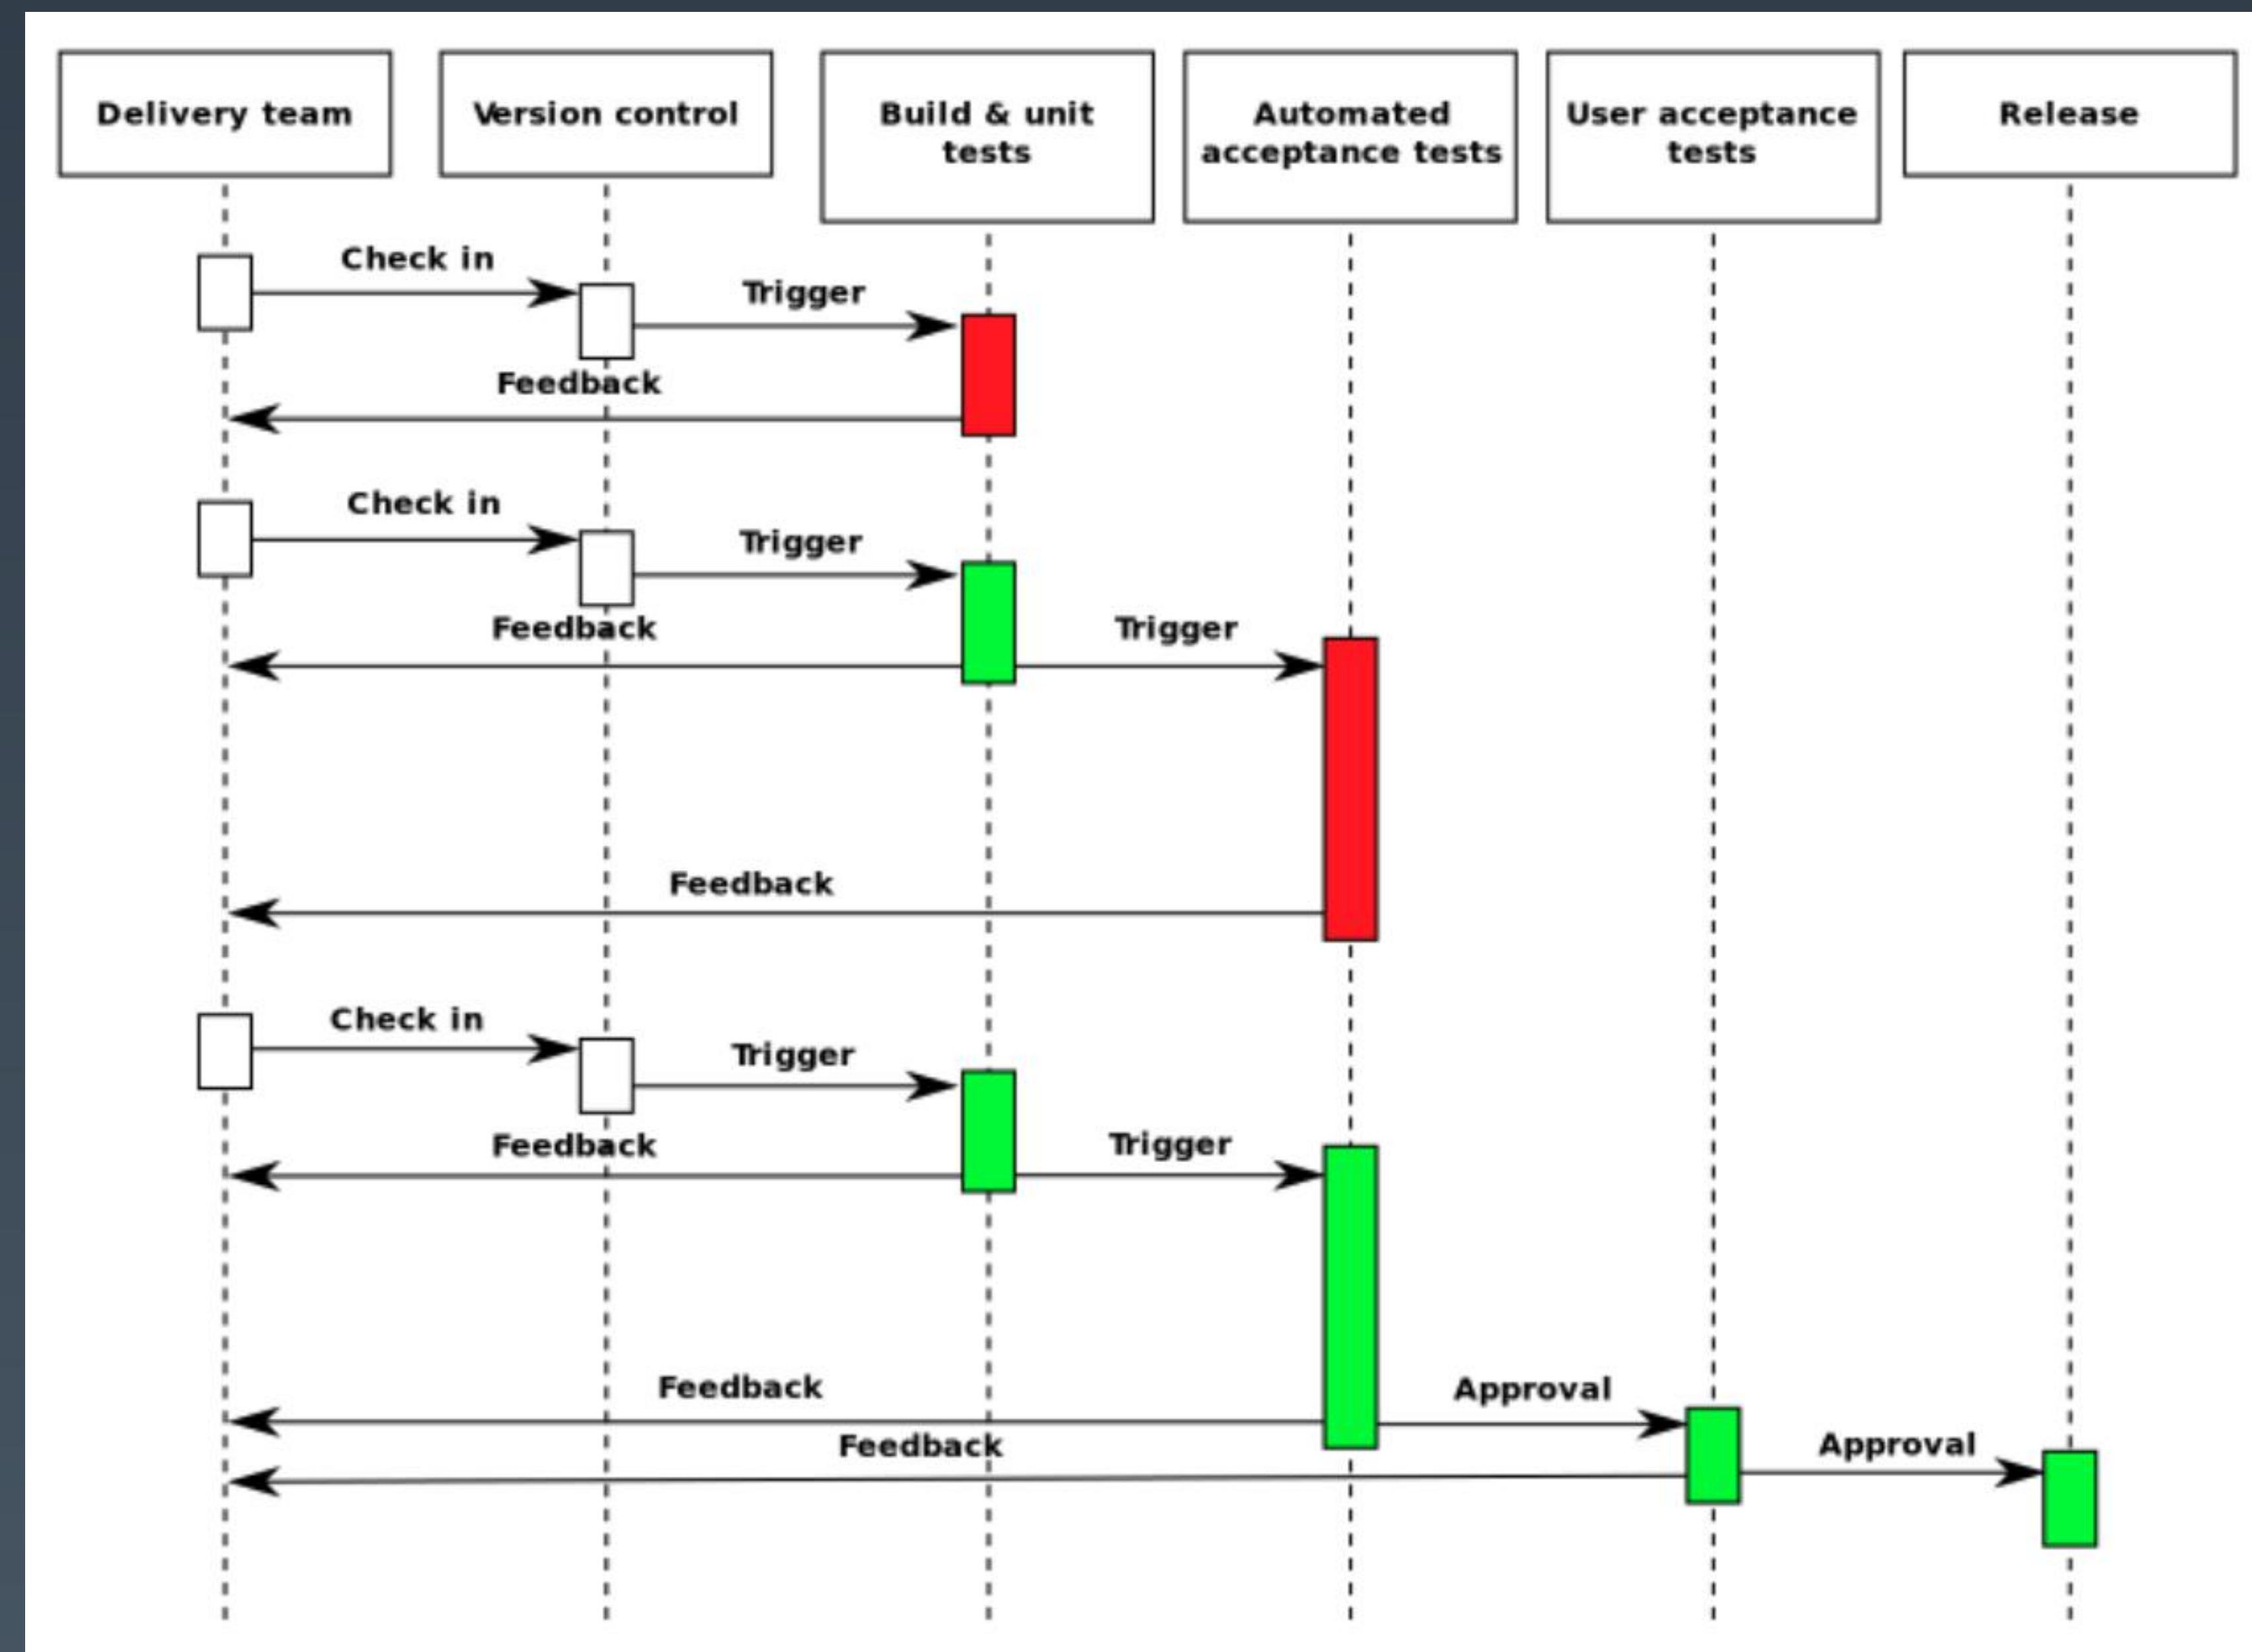 Delivery team
Version control
Build & unit
tests
Automated
acceptance tests
User acceptance
tests
Release
Check in
Trigger
Feedback
Check in
Trigger
Feedback
Trigger
Feedback
Check in
Trigger
Feedback
Trigger
Feedback
Approval
Feedback
Approval